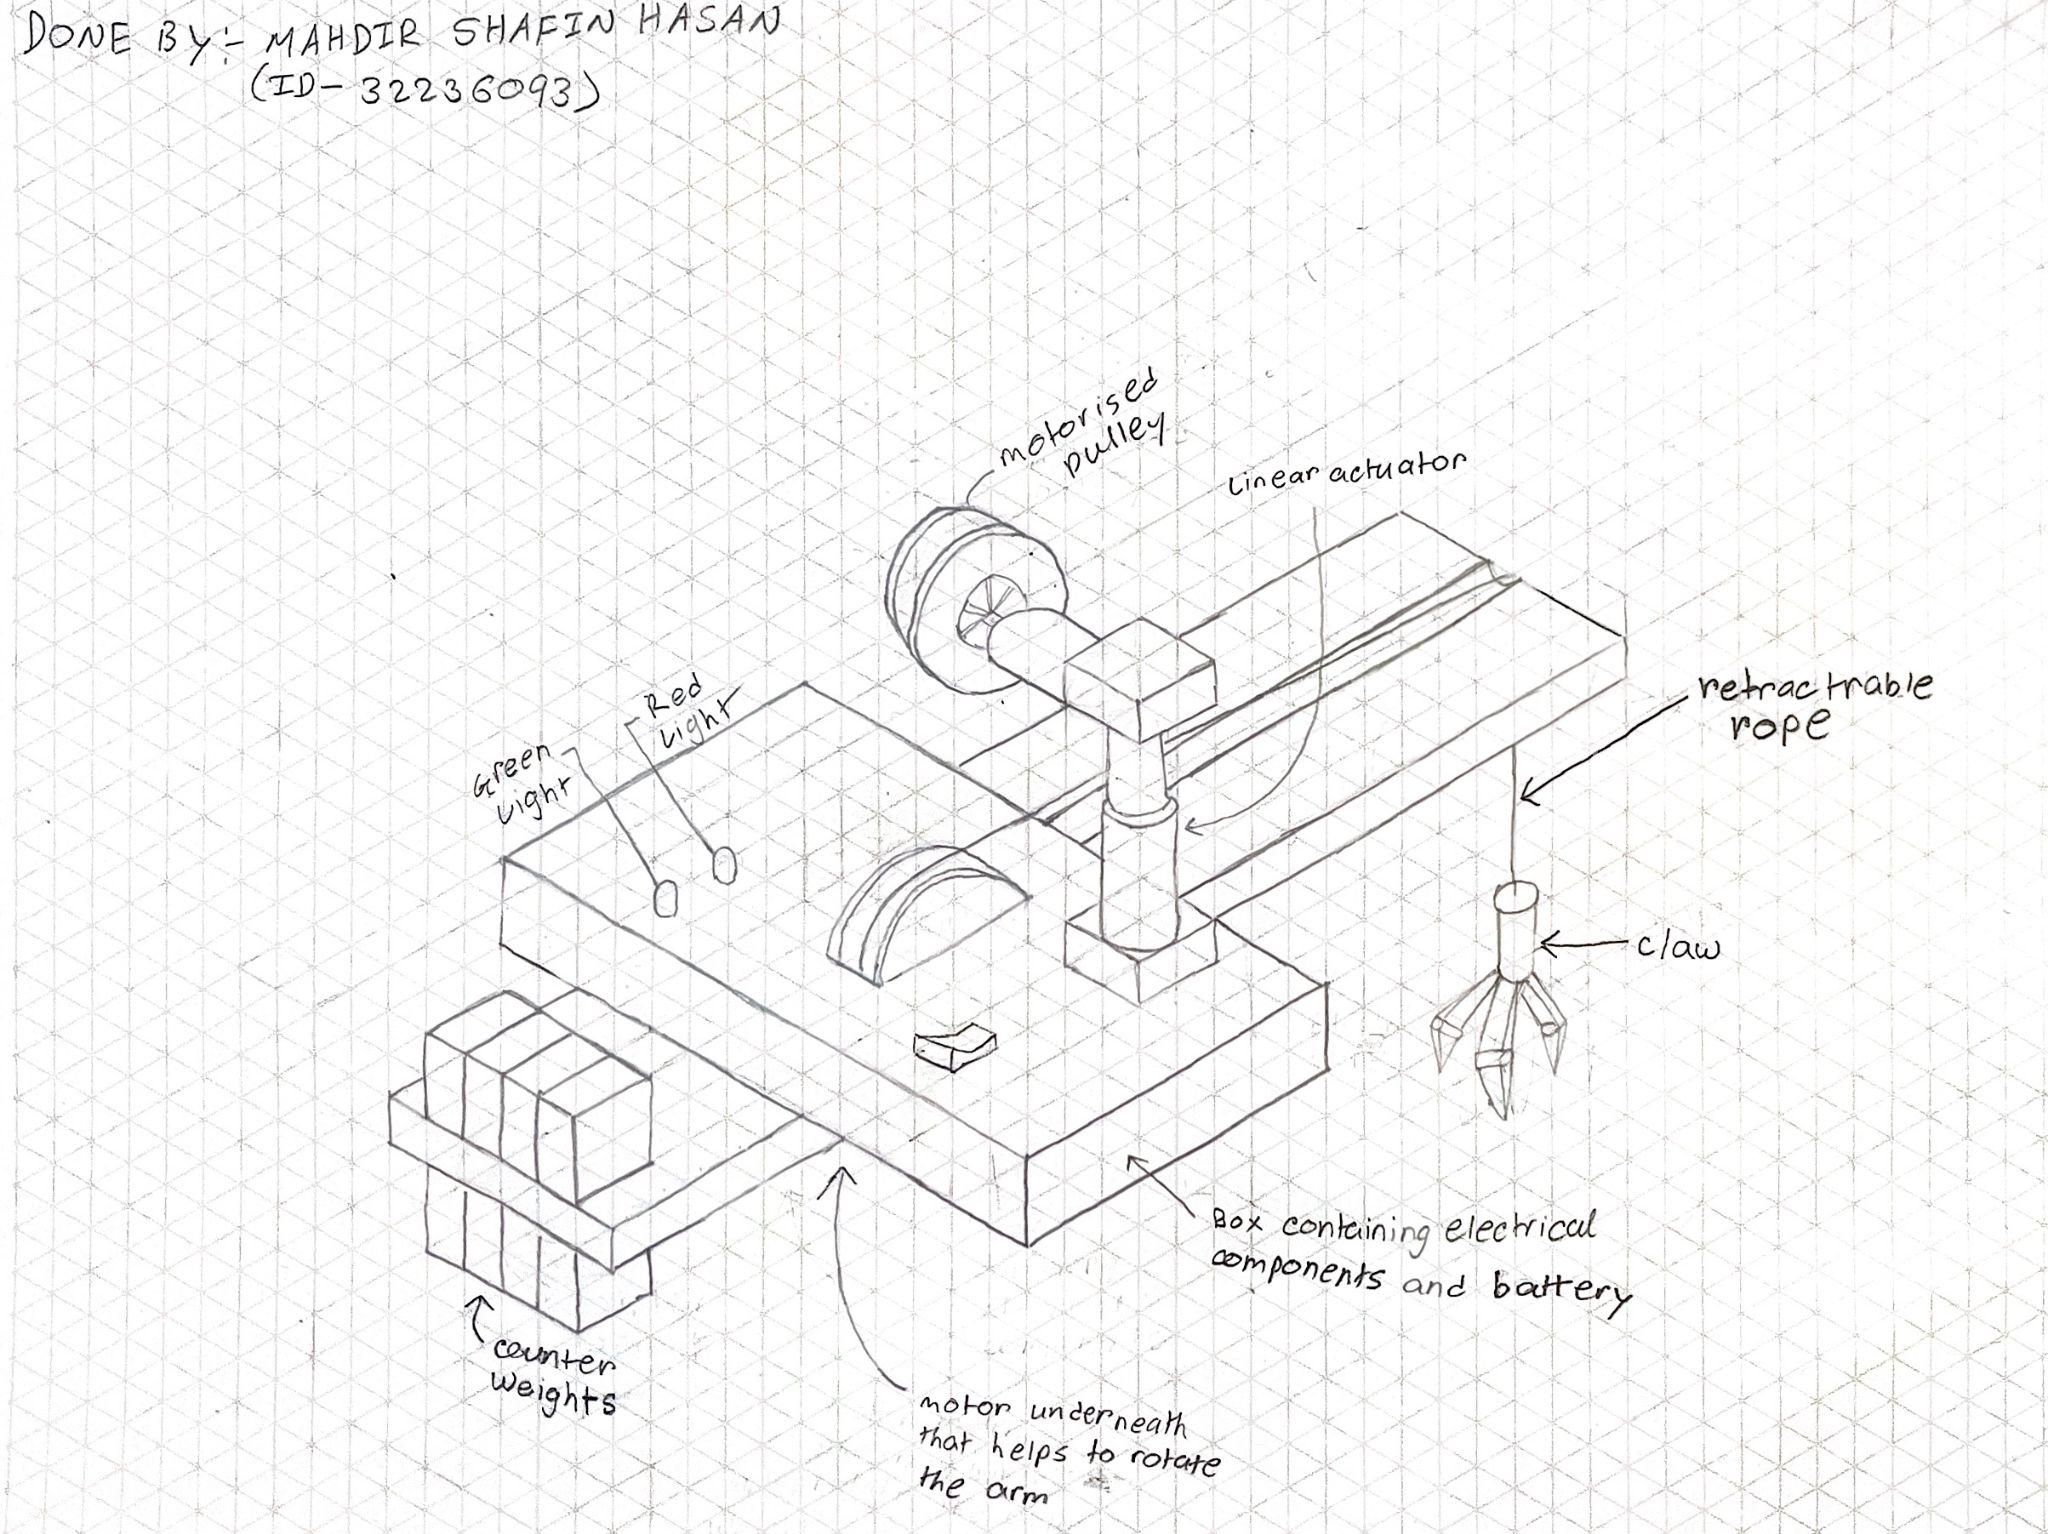 DONE BY:- MAHDIR SHAFIN HASAN
(ID- 32236093)
motorised
pulley
Linear actuator
Red
Light
Green
Light
retractrable
rope
claw
Box containing electrical
components and battery
counter
Weights
motor underneath
that helps to rotate
the arm